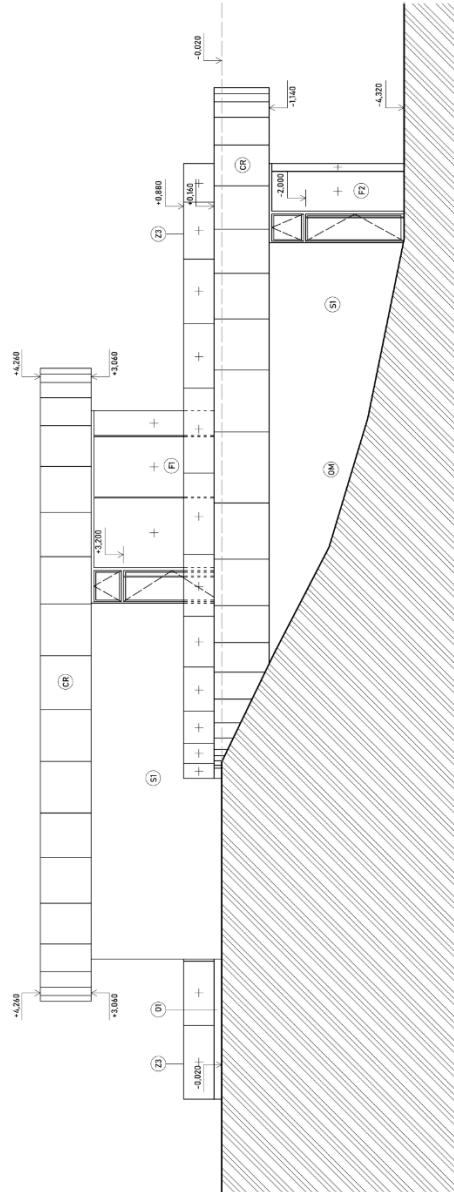 +4,260
+4,260
CR
+3,060
+3,200
+3,060
S1
Z3
O1
Z3
F1
+0,880
+0,160
-0,020
-0,020
CR
-1,140
-2,000
OM
S1
F2
-4,320